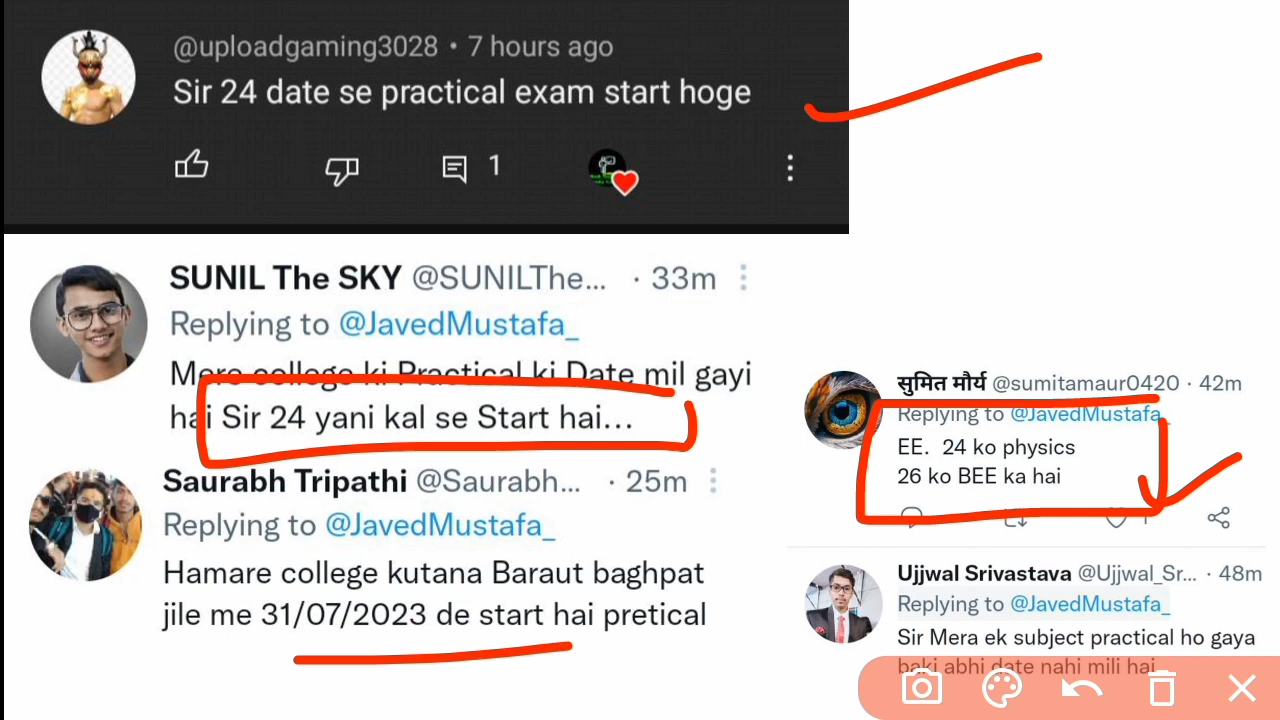 @uploadgaming3028 • 7 hours ago
Sir 24 date se practical exam start hoge
1
SUNIL The SKY @SUNILThe... · 33m
Replying to @JavedMustafa_
Mere college ki Practical ki Date mil gayi
hai Sir 24 yani kal se Start hai...
Saurabh Tripathi @Saurabh... · 25m
Replying to @JavedMustafa_
Hamare college kutana Baraut baghpat
jile me 31/07/2023 de start hai pretical
सुमित मौर्य @sumitamaur0420 · 42m
Replying to @JavedMustafa_
EE. 24 ko physics
26 ko BEE ka hai
1
Ujjwal Srivastava @Ujjwal_Sr... · 48m
Replying to @JavedMustafa_
Sir Mera ek subject practical ho gaya
baki abhi date nahi mili hai